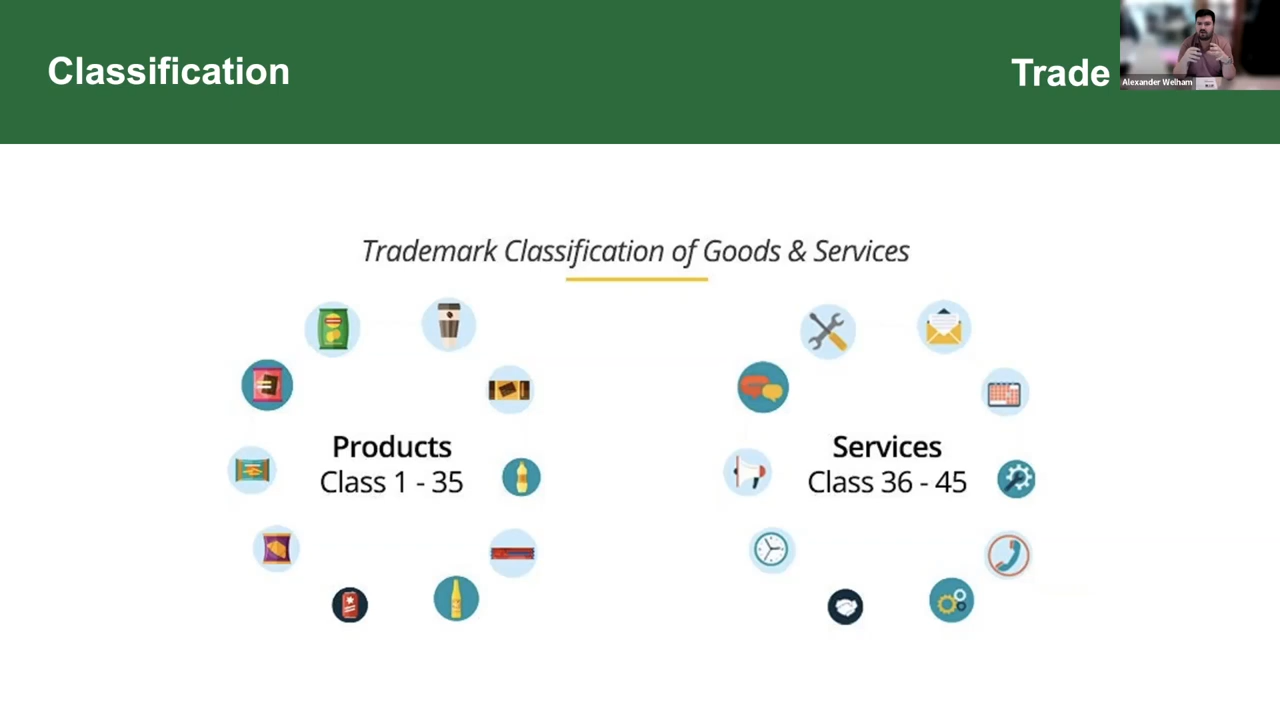 Classification
Trade
Alexander Welham
Trademark Classification of Goods & Services
Products
Class 1 - 35
Services
Class 36 - 45